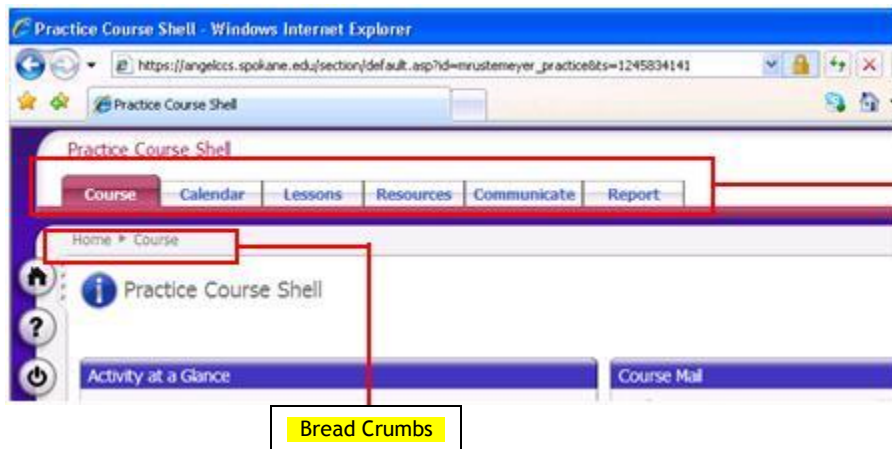 Practice Course Shell - Windows Internet Explorer
https://angelccs.spokane.edu/section/default.asp?id=mrustemeyer_practice&ts=1245834141
Practice Course Shell
Practice Course Shell
Course Calendar Lessons Resources Communicate Report
Home Course
i Practice Course Shell
?
Activity at a Glance Course Mail
Bread Crumbs